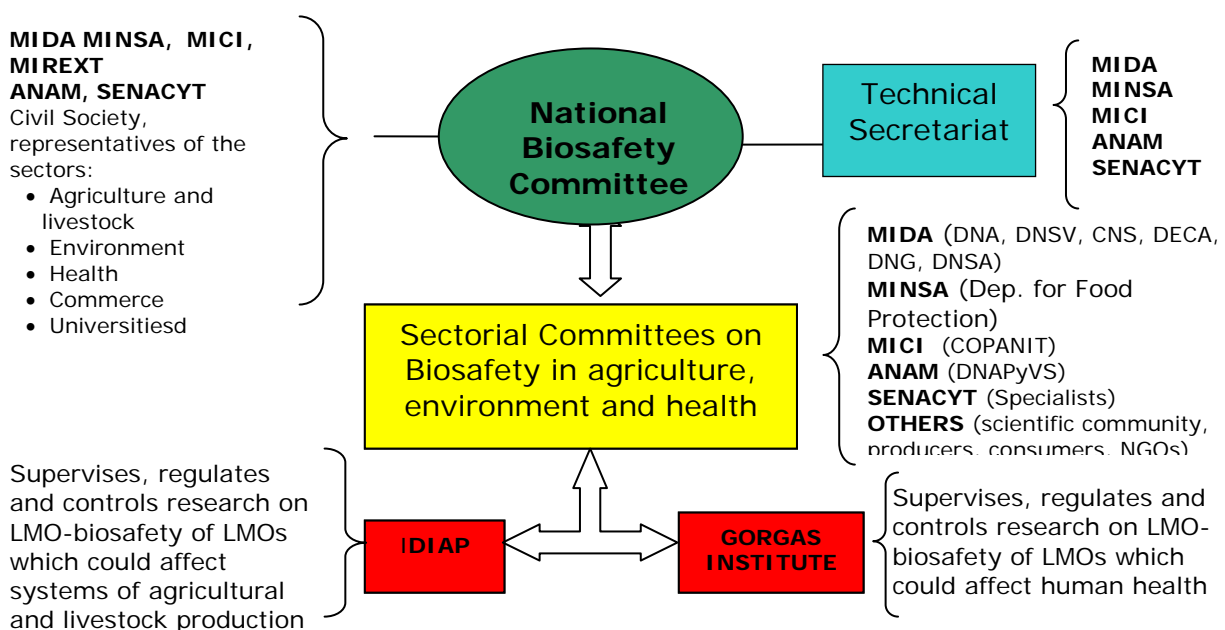 MIDA MINSA, MICI,
MIREXT
ANAM, SENACYT
Civil Society,
representatives of the
sectors:
• Agriculture and
livestock
• Environment
• Health
• Commerce
• Universitiesd
National
Biosafety
Committee
Technical
Secretariat
MIDA
MINSA
MICI
ANAM
SENACYT
Sectorial Committees on
Biosafety in agriculture,
environment and health
MIDA (DNA, DNSV, CNS, DECA,
DNG, DNSA)
MINSA (Dep. for Food
Protection)
MICI (COPANIT)
ANAM (DNAPyVS)
SENACYT (Specialists)
OTHERS (scientific community,
producers, consumers, NGOs)
Supervises, regulates
and controls research on
LMO-biosafety of LMOs
which could affect
systems of agricultural
and livestock production
IDIAP
GORGAS
INSTITUTE
Supervises, regulates and
controls research on LMO-
biosafety of LMOs which
could affect human health